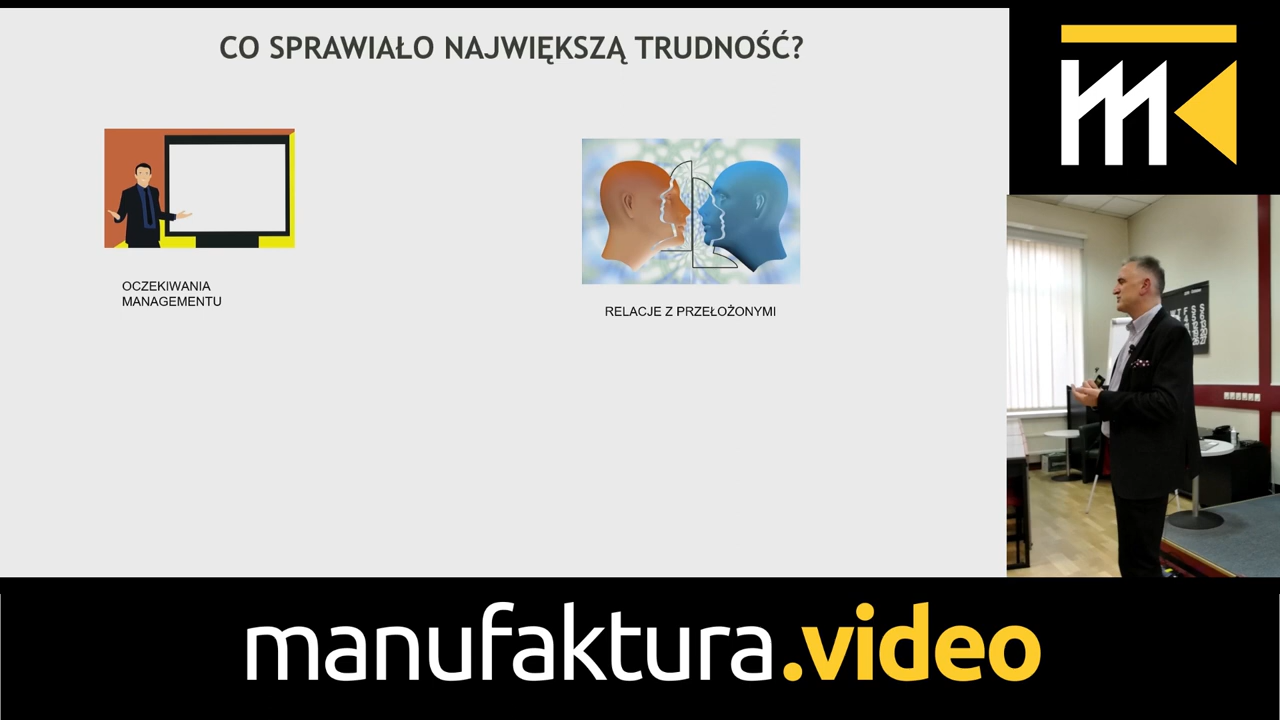 CO SPRAWIAŁO NAJWIĘKSZĄ TRUDNOŚĆ?
OCZEKIWANIA
MANAGEMENTU
RELACJE Z PRZEŁOŻONYMI
manufaktura.video